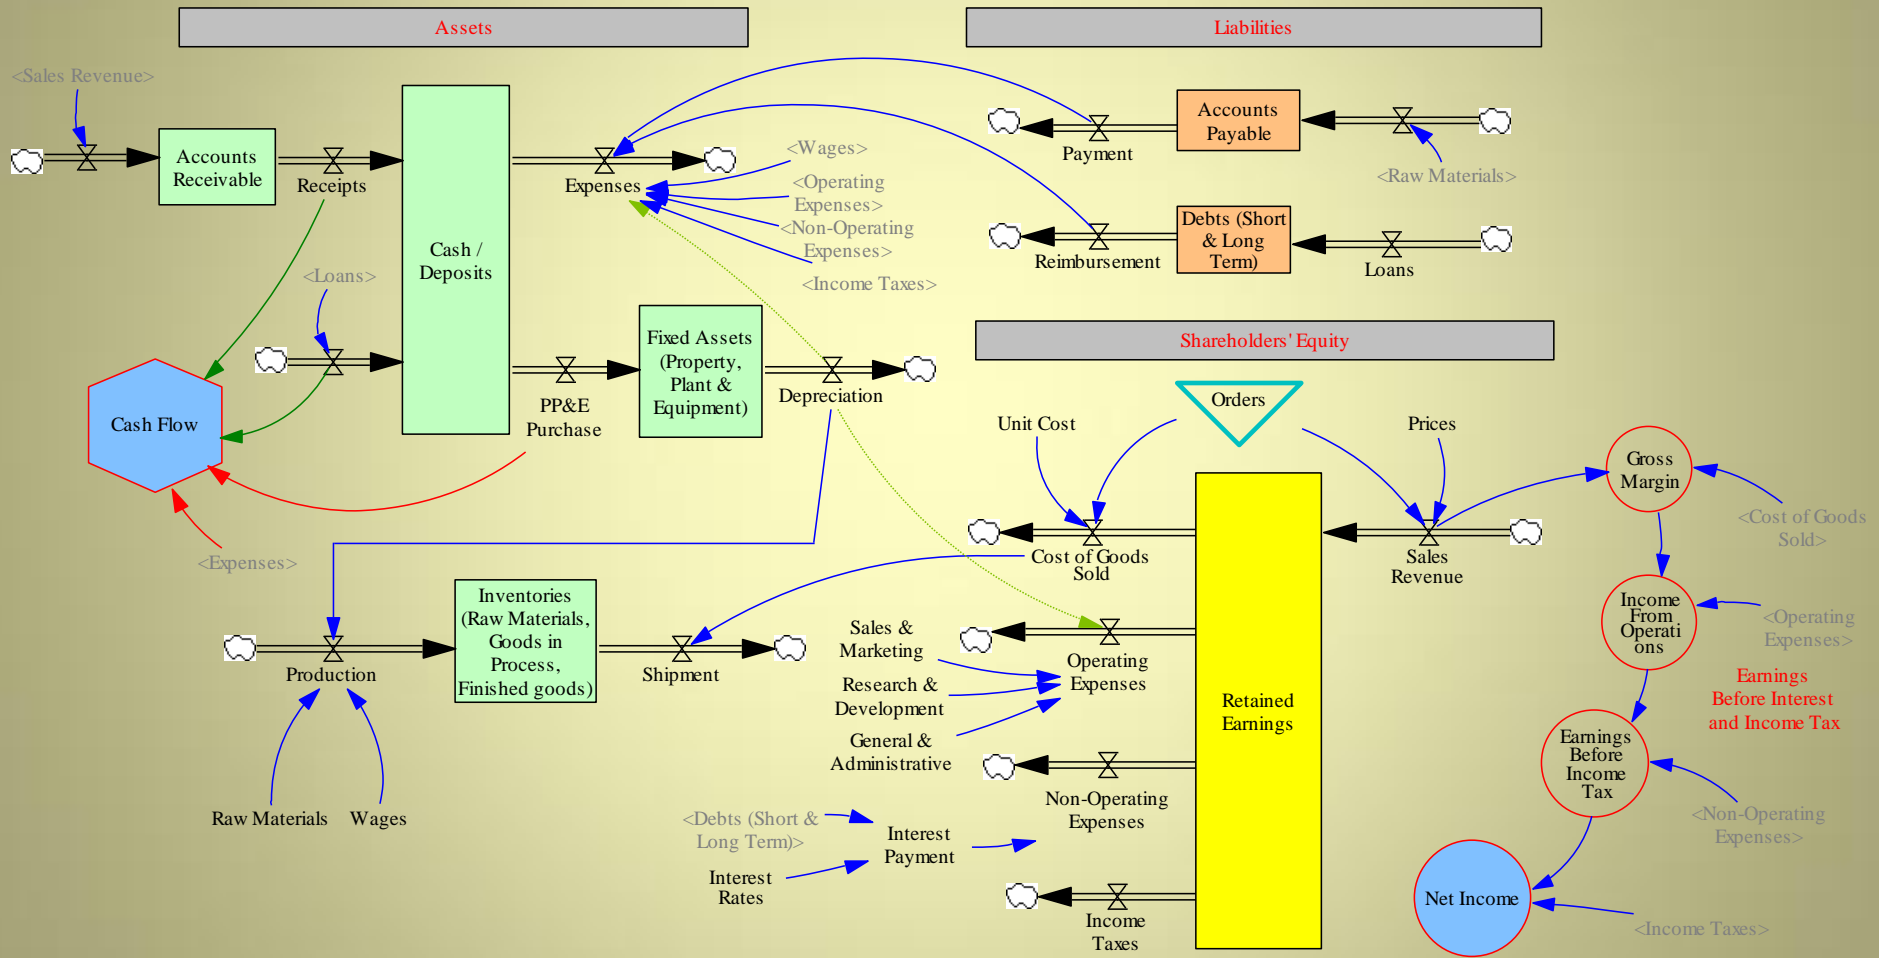 Assets
Liabilities
<Sales Revenue>
Accounts
Receivable
Receipts
Cash /
Deposits
Expenses
<Wages>
<Operating
Expenses>
<Non-Operating
Expenses>
<Income Taxes>
Payment
Accounts
Payable
<Raw Materials>
Reimbursement
Debts (Short
& Long
Term)
Loans
<Loans>
Cash Flow
PP&E
Purchase
Fixed Assets
(Property,
Plant &
Equipment)
Depreciation
<Expenses>
Shareholders' Equity
Unit Cost
Orders
Prices
Cost of Goods
Sold
Sales
Revenue
Gross
Margin
<Cost of Goods
Sold>
Production
Inventories
(Raw Materials,
Goods in
Process,
Finished goods)
Shipment
Raw Materials
Wages
Sales &
Marketing
Research &
Development
General &
Administrative
Operating
Expenses
Retained
Earnings
Income
From
Operati
ons
<Operating
Expenses>
Earnings
Before Interest
and Income Tax
Non-Operating
Expenses
Earnings
Before
Income
Tax
<Non-Operating
Expenses>
<Debts (Short &
Long Term)>
Interest
Payment
Interest
Rates
Income
Taxes
Net Income
<Income Taxes>